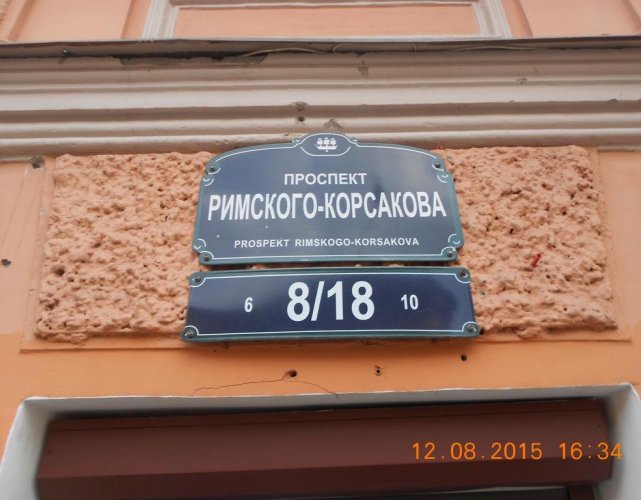 ПРОСПЕКТ
РИМСКОГО-КОРСАКОВА
PROSPEKT RIMSKOGO-KORSAKOVA
6 8/18 10
12.08.2015 16:34